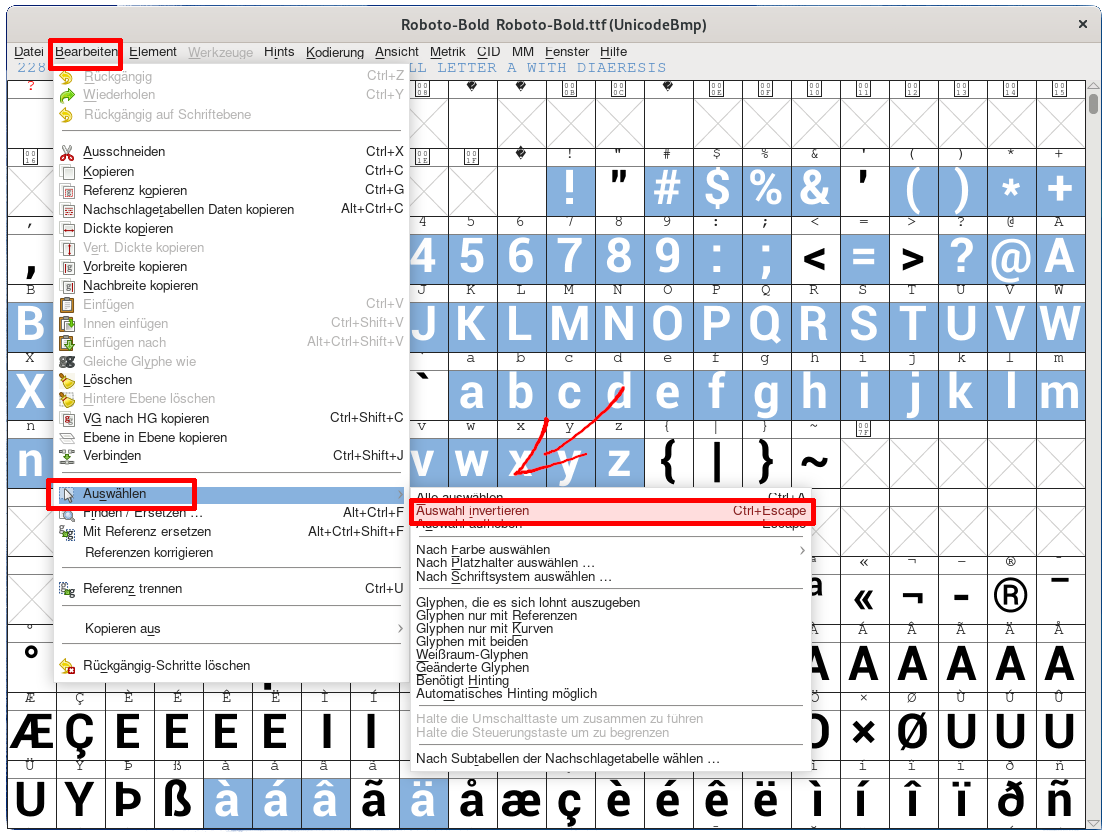 Roboto-Bold Roboto-Bold.ttf (UnicodeBmp)
×
Datei Bearbeiten Element Werkzeuge Hints Kodierung Ansicht Metrik CID MM Fenster Hilfe
228 LL LETTER A WITH DIAERESIS
Rückgängig Ctrl+Z
Wiederholen Ctrl+Y
Rückgängig auf Schriftebene
Ausschneiden Ctrl+X
Kopieren Ctrl+C
Referenz kopieren Ctrl+G
Nachschlagetabellen Daten kopieren Alt+Ctrl+C
Dickte kopieren
Vert. Dickte kopieren
Vorbreite kopieren
Nachbreite kopieren
Einfügen Ctrl+V
Innen einfügen Ctrl+Shift+V
Einfügen nach Alt+Ctrl+Shift+V
Gleiche Glyphe wie
Löschen
Hintere Ebene löschen
VG nach HG kopieren Ctrl+Shift+C
Ebene in Ebene kopieren
Verbinden Ctrl+Shift+J
Auswählen
Finden / Ersetzen … Alt+Ctrl+F
Mit Referenz ersetzen Alt+Ctrl+Shift+F
Referenzen korrigieren
Referenz trennen Ctrl+U
Kopieren aus
Rückgängig-Schritte löschen
Alle auswählen Ctrl+A
Auswahl invertieren Ctrl+Escape
Auswahl aufheben Escape
Nach Farbe auswählen
Nach Platzhalter auswählen …
Nach Schriftsystem auswählen …
Glyphen, die es sich lohnt auszugeben
Glyphen nur mit Referenzen
Glyphen nur mit Kurven
Glyphen mit beiden
Weißraum-Glyphen
Geänderte Glyphen
Benötigt Hinting
Automatisches Hinting möglich
Halte die Umschalttaste um zusammen zu führen
Halte die Steuerungstaste um zu begrenzen
Nach Subtabellen der Nachschlagetabelle wählen …
! " # $ % & ' ( ) * +
! " # $ % & ' ( ) * +
, 4 5 6 7 8 9 : ; < = > ? @ A
, 4 5 6 7 8 9 : ; < = > ? @ A
B J K L M N O P Q R S T U V W
B J K L M N O P Q R S T U V W
X ` a b c d e f g h i j k l m
X ` a b c d e f g h i j k l m
n v w x y z { | } ~
n v w x y z { | } ~
ª « ¬ – ® ¯
ª « ¬ - ® ¯
° À Á Â Ã Ä Å
°
Æ Ç È É Ê Ë Ì Í Ö × Ø Ù Ú Û